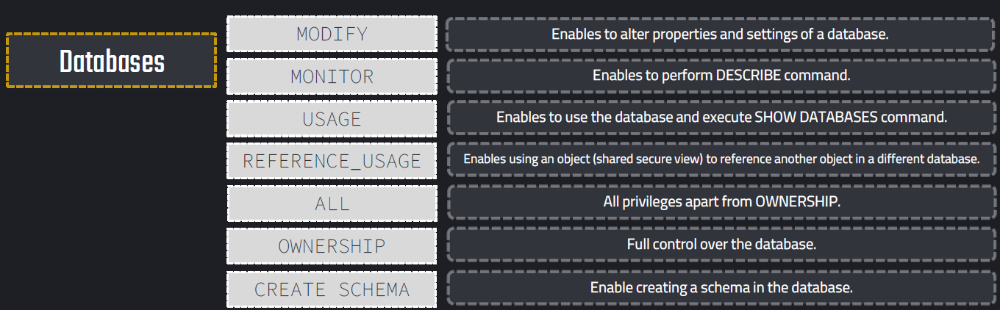 Databases
MODIFY
Enables to alter properties and settings of a database.
MONITOR
Enables to perform DESCRIBE command.
USAGE
Enables to use the database and execute SHOW DATABASES command.
REFERENCE_USAGE
Enables using an object (shared secure view) to reference another object in a different database.
ALL
All privileges apart from OWNERSHIP.
OWNERSHIP
Full control over the database.
CREATE SCHEMA
Enable creating a schema in the database.